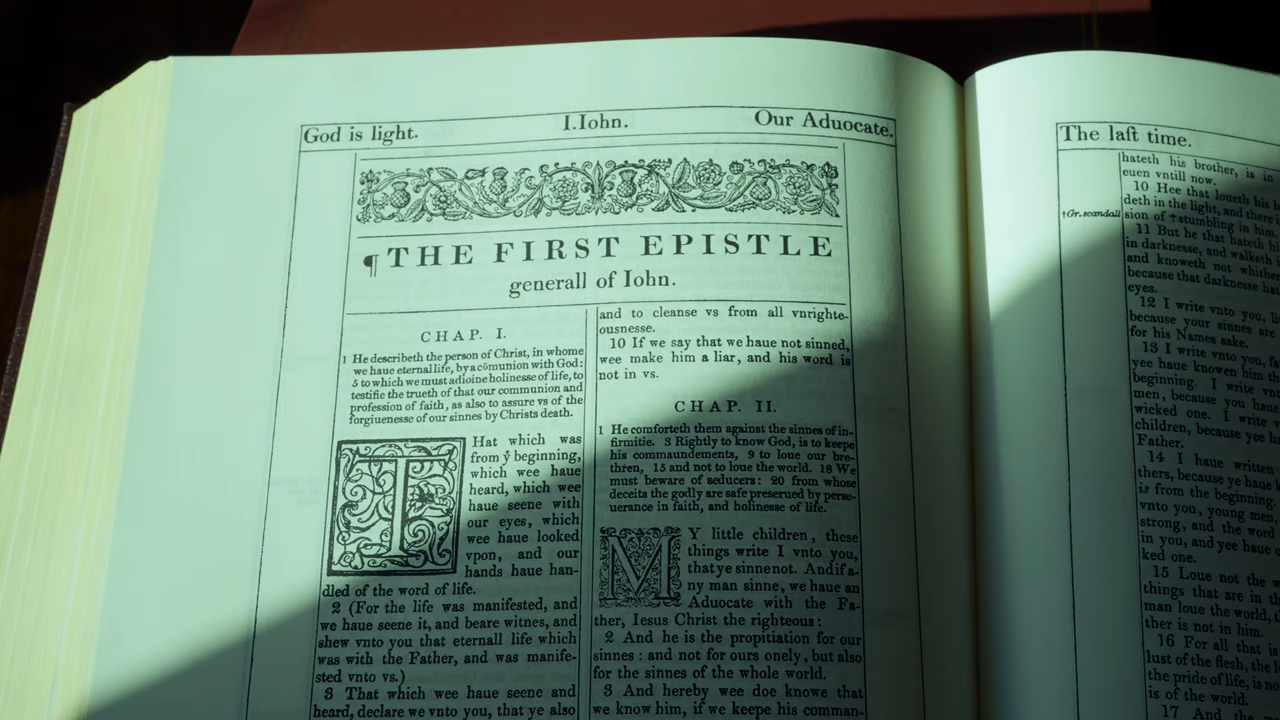 God is light.
I.Iohn.
Our Aduocate.
¶THE FIRST EPISTLE
generall of Iohn.
CHAP. I.
1 He describeth the person of Christ, in whome
we haue eternal life, by a cõmunion with God:
5 to which we must adioine holinesse of life, to
testifie the trueth of that our communion and
profession of faith, as also to assure vs of the
forgiuenesse of our sinnes by Christs death.
THat which was
from ẙ beginning,
which wee haue
heard, which wee
haue seene with
our eyes, which
wee haue looked
vpon, and our
hands haue han-
dled of the word of life.
2 (For the life was manifested, and
we haue seene it, and beare witnes, and
shew vnto you that eternall life which
was with the Father, and was manife-
sted vnto vs.)
3 That which wee haue seene and
heard, declare we vnto you, that ye also
and to cleanse vs from all vnrighte-
ousnesse.
10 If we say that we haue not sinned,
wee make him a liar, and his word is
not in vs.
CHAP. II.
1 He comforteth them against the sinnes of in-
firmitie. 3 Rightly to know God, is to keepe
his commaundements, 9 to loue our bre-
thren, 15 and not to loue the world. 18 We
must beware of seducers: 20 from whose
deceits the godly are safe preserued by perse-
uerance in faith, and holinesse of life.
MY little children, these
things write I vnto you,
that ye sinne not. And if a-
ny man sinne, we haue an
Aduocate with the Fa-
ther, Iesus Christ the righteous:
2 And he is the propitiation for our
sinnes: and not for ours onely, but also
for the sinnes of the whole world.
3 And hereby wee doe knowe that
we know him, if we keepe his comman-
The laſt time.
†Gr. scandall
hateth his brother, is in
euen vntill now.
10 Hee that loueth his
deth in the light, and there
sion of †stumbling in him.
11 But he that hateth
in darknesse, and walketh
and knoweth not
because that darknesse
eyes.
12 I write vnto you,
because your sinnes are
for his Names sake.
13 I write vnto you,
yee haue knowen him
beginning. I write
men, because you
wicked one. I write
children, because yee
Father.
14 I haue written
thers, because ye haue
is from the beginning.
vnto you, young men,
strong, and the word
in you, and yee haue
ked one.
15 Loue not the
things that are in
man loue the world,
ther is not in him.
16 For all that is
lust of the flesh, the
the pride of life, is
is of the world.
17 And the